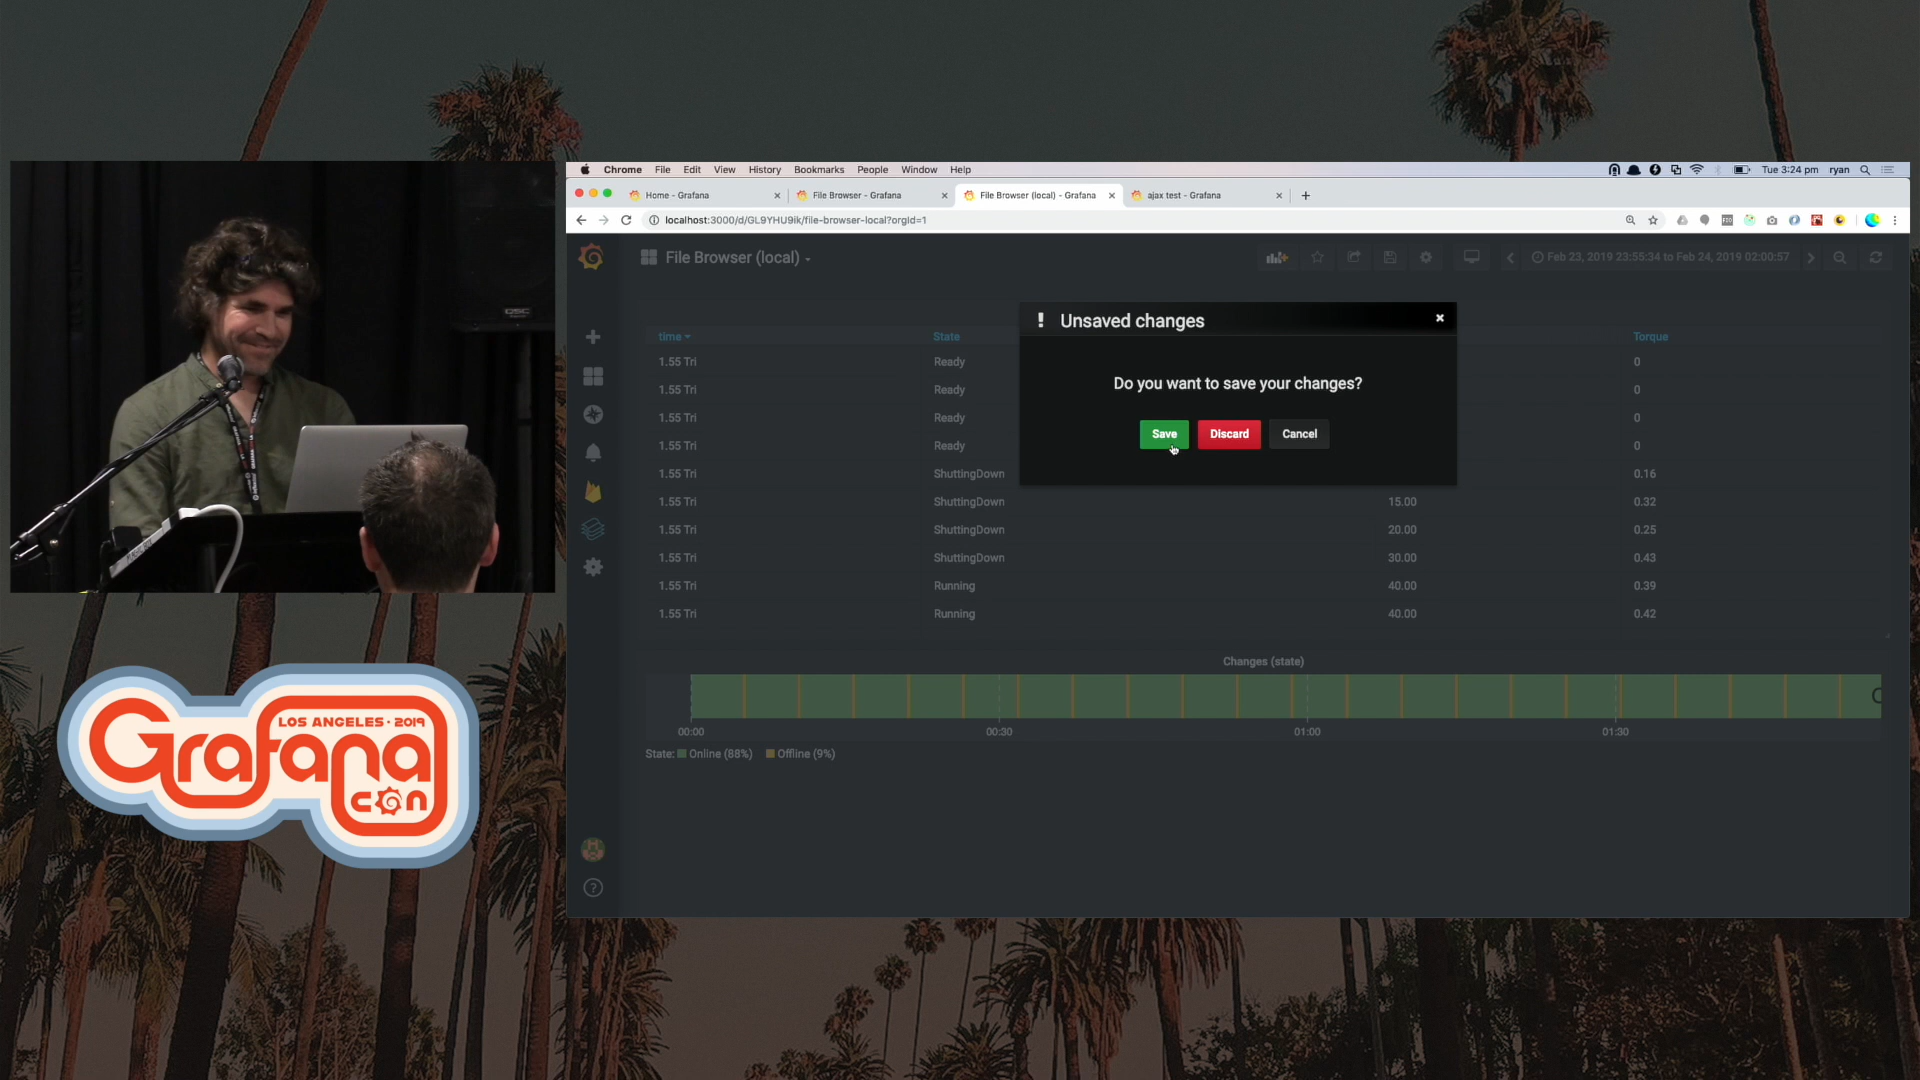 Chrome File Edit View History Bookmarks People Window Help
Tue 3:24 pm ryan
Home - Grafana
File Browser - Grafana
File Browser (local) - Grafana
ajax test - Grafana
localhost:3000/d/GL9YHU9ik/file-browser-local?orgId=1
File Browser (local)
Feb 23, 2019 23:55:34 to Feb 24, 2019 02:00:57
Unsaved changes
Do you want to save your changes?
Save Discard Cancel
time State Torque
1.55 Tri Ready 0
1.55 Tri Ready 0
1.55 Tri Ready 0
1.55 Tri Ready 0
1.55 Tri ShuttingDown 0.16
1.55 Tri ShuttingDown 15.00 0.32
1.55 Tri ShuttingDown 20.00 0.25
1.55 Tri ShuttingDown 30.00 0.43
1.55 Tri Running 40.00 0.39
1.55 Tri Running 40.00 0.42
Changes (state)
00:00 00:30 01:00 01:30
State: Online (88%) Offline (9%)
QSC
LOS ANGELES · 2019
Grafana
con